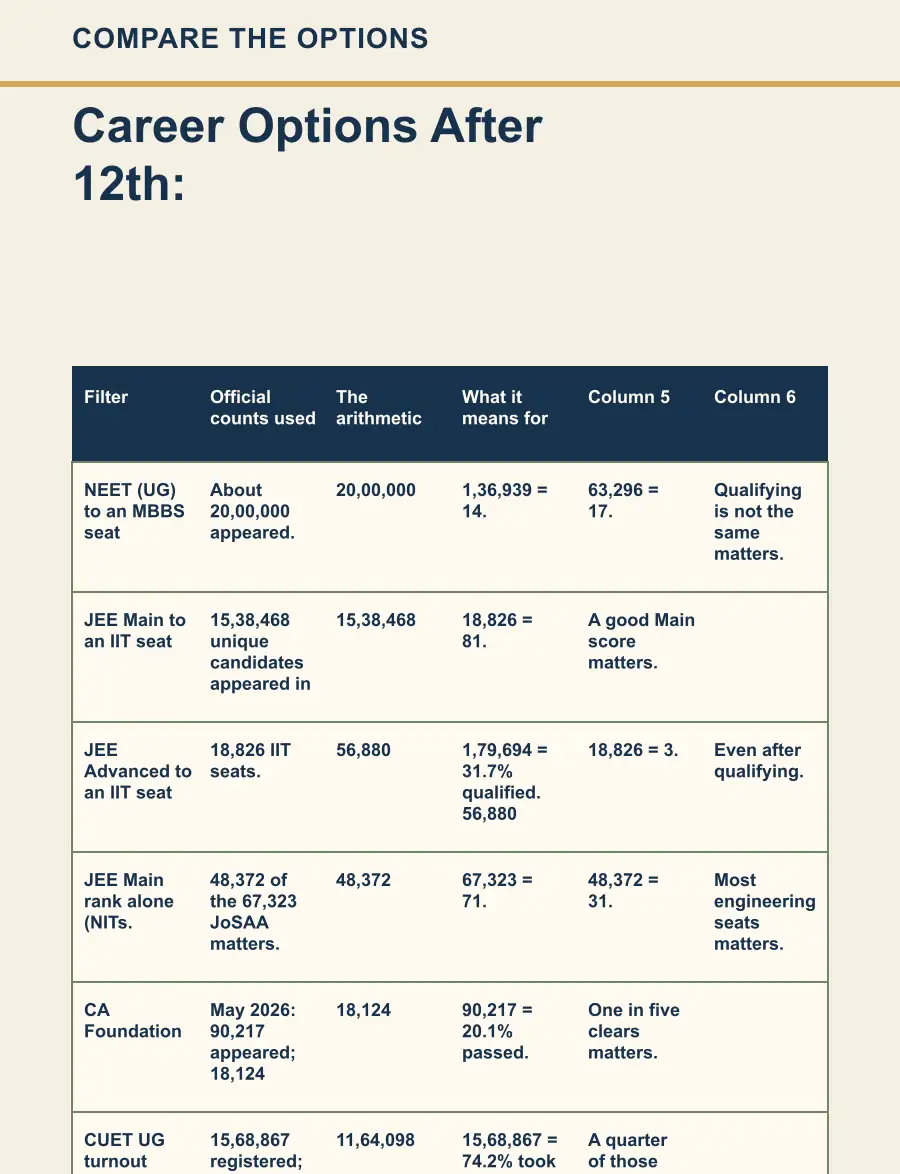 COMPARE THE OPTIONS
Career Options After
12th:
Filter
Official
counts used
The
arithmetic
What it
means for
Column 5
Column 6
NEET (UG)
to an MBBS
seat
About
20,00,000
appeared.
20,00,000
1,36,939 =
14.
63,296 =
17.
Qualifying
is not the
same
matters.
JEE Main to
an IIT seat
15,38,468
unique
candidates
appeared in
15,38,468
18,826 =
81.
A good Main
score
matters.
JEE
Advanced to
an IIT seat
18,826 IIT
seats.
56,880
1,79,694 =
31.7%
qualified.
56,880
18,826 = 3.
Even after
qualifying.
JEE Main
rank alone
(NITs.
48,372 of
the 67,323
JoSAA
matters.
48,372
67,323 =
71.
48,372 =
31.
Most
engineering
seats
matters.
CA
Foundation
May 2026:
90,217
appeared;
18,124
18,124
90,217 =
20.1%
passed.
One in five
clears
matters.
CUET UG
turnout
15,68,867
registered;
11,64,098
15,68,867 =
74.2% took
A quarter
of those